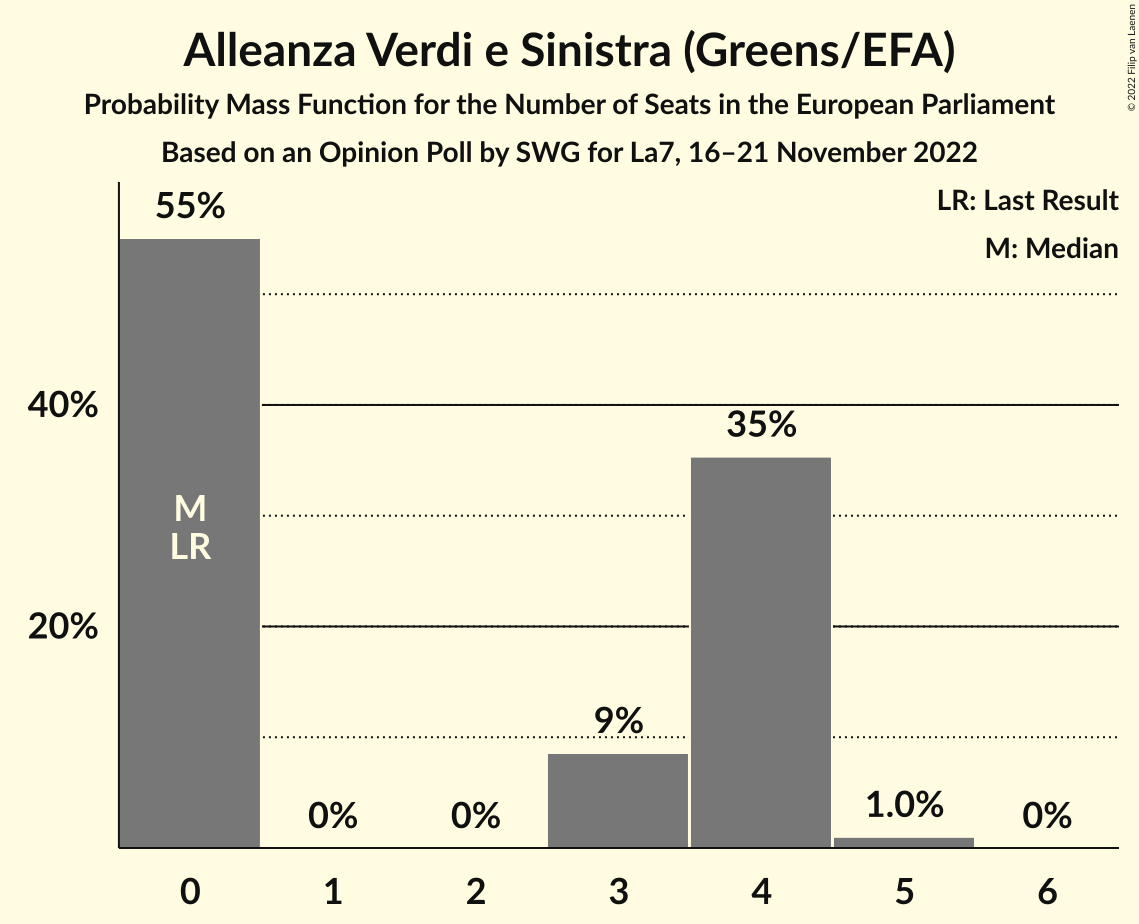 Alleanza Verdi e Sinistra (Greens/EFA)
Probability Mass Function for the Number of Seats in the European Parliament
Based on an Opinion Poll by SWG for La7, 16–21 November 2022
© 2022 Filip van Laenen
LR: Last Result
M: Median
55%
40%
35%
M
LR
20%
9%
0%
0%
1.0%
0%
0
1
2
3
4
5
6